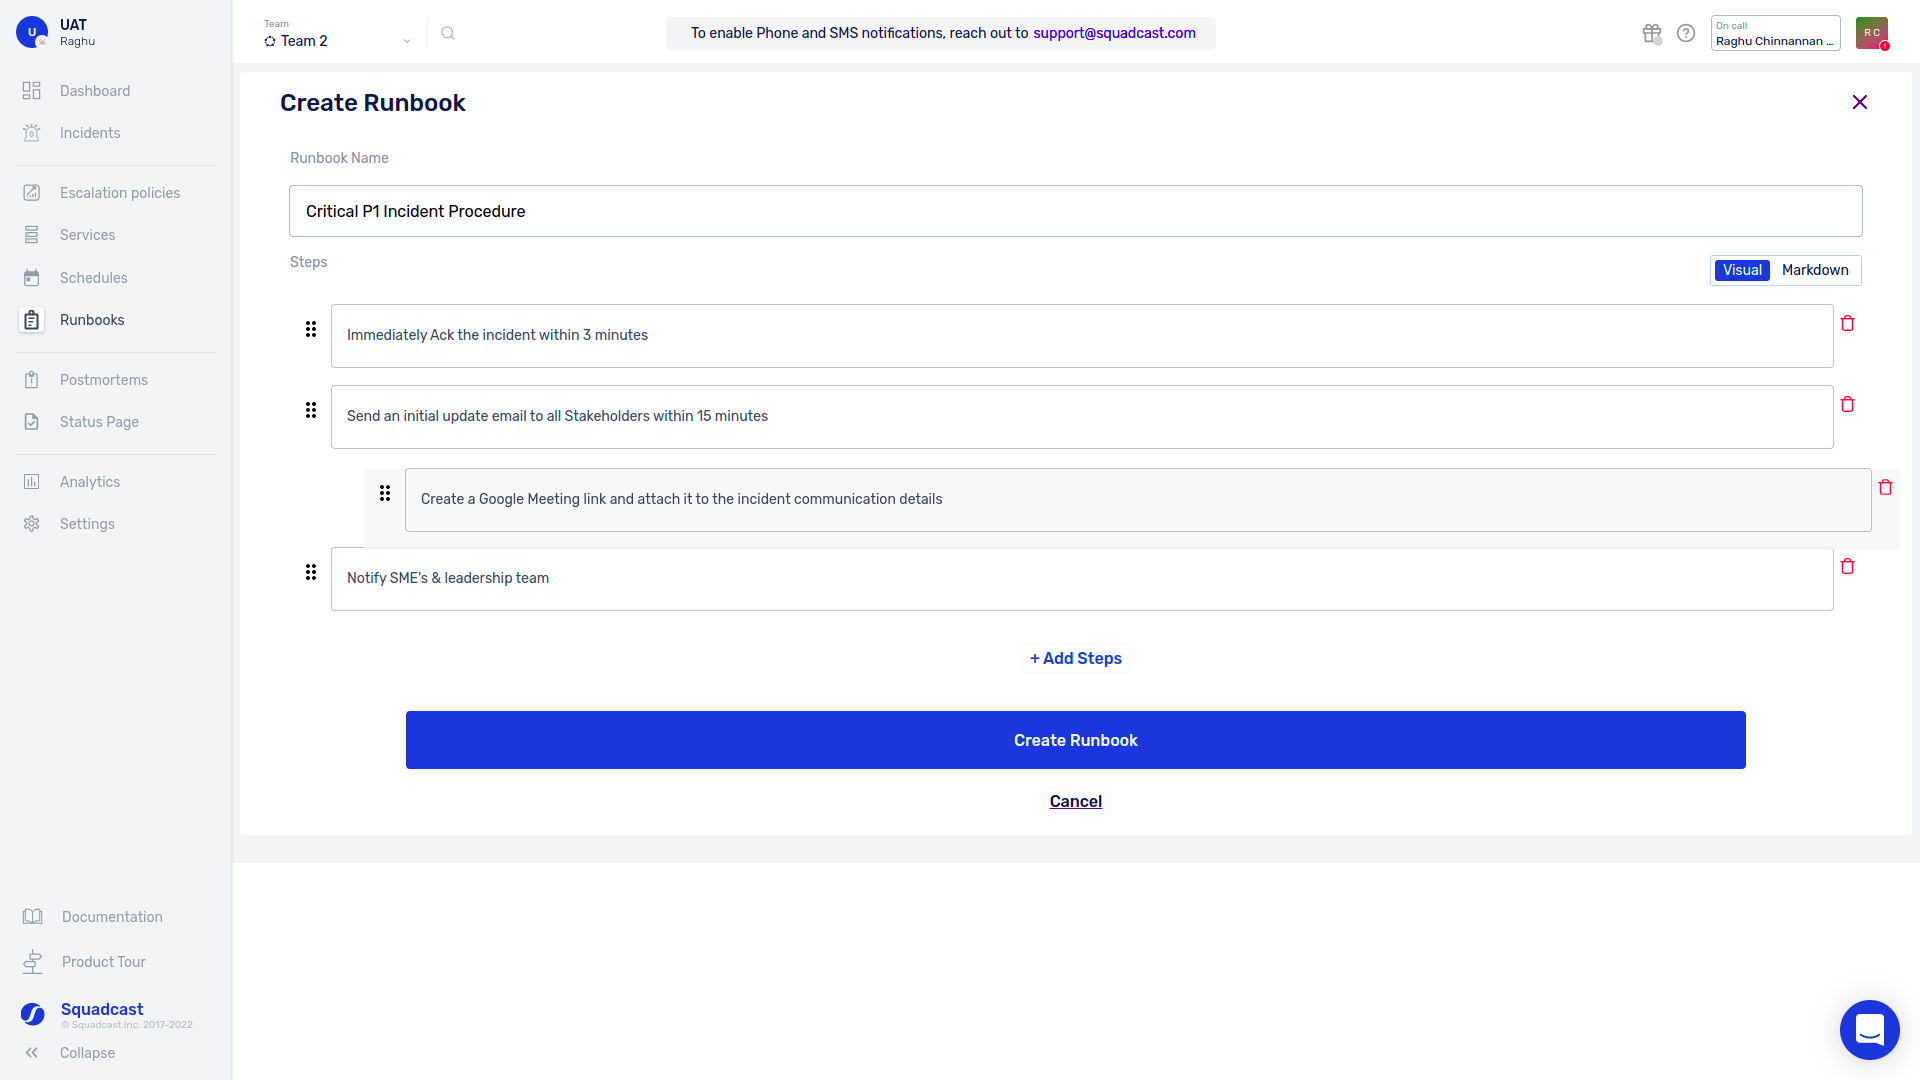 U
UAT
Raghu
Team
Team 2
To enable Phone and SMS notifications, reach out to support@squadcast.com
On call
Raghu Chinnannan ...
R C
!
Dashboard
0
Incidents
Escalation policies
Services
Schedules
Runbooks
Postmortems
Status Page
Analytics
Settings
Documentation
Product Tour
Squadcast
© Squadcast Inc. 2017-2022
Collapse
Create Runbook
Runbook Name
Critical P1 Incident Procedure
Steps
Visual Markdown
Immediately Ack the incident within 3 minutes
Send an initial update email to all Stakeholders within 15 minutes
Create a Google Meeting link and attach it to the incident communication details
Notify SME's & leadership team
+ Add Steps
Create Runbook
Cancel